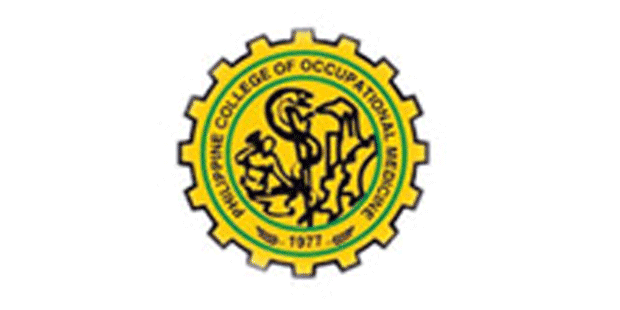 PHILIPPINE COLLEGE OF OCCUPATIONAL MEDICINE
1977